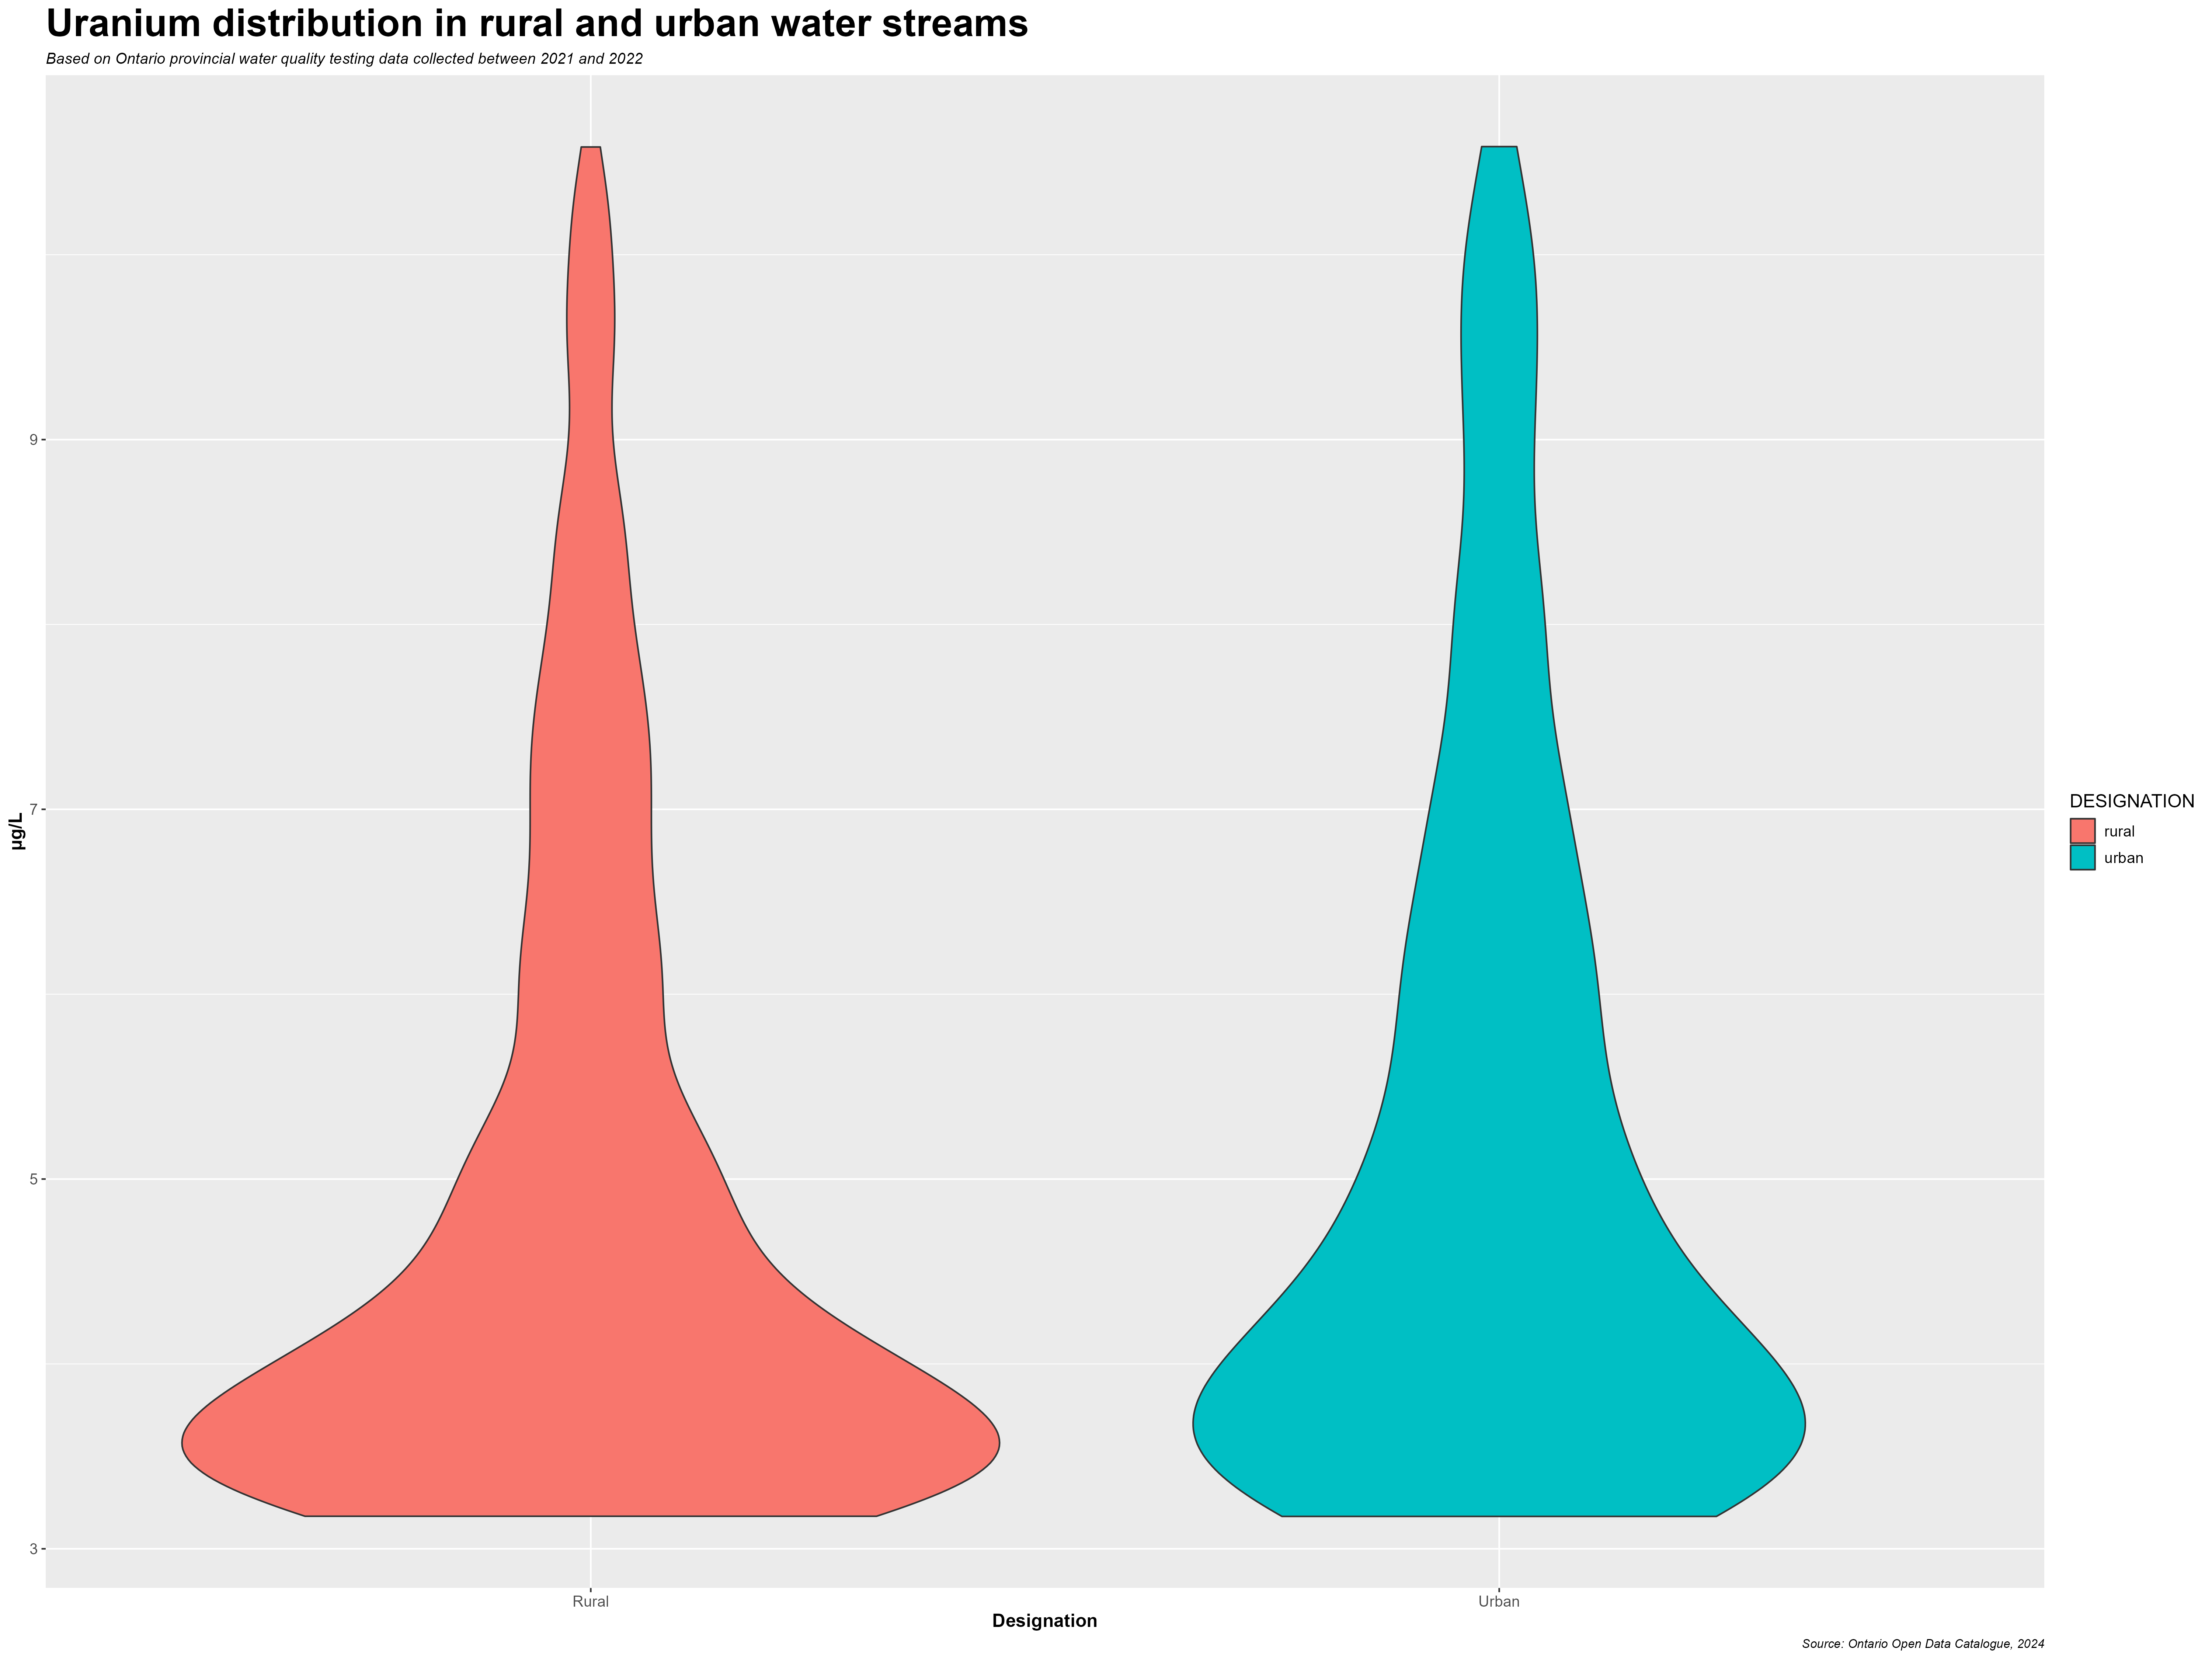 Uranium distribution in rural and urban water streams
Based on Ontario provincial water quality testing data collected between 2021 and 2022
9
7
5
3
µg/L
Rural
Urban
Designation
DESIGNATION
rural
urban
Source: Ontario Open Data Catalogue, 2024